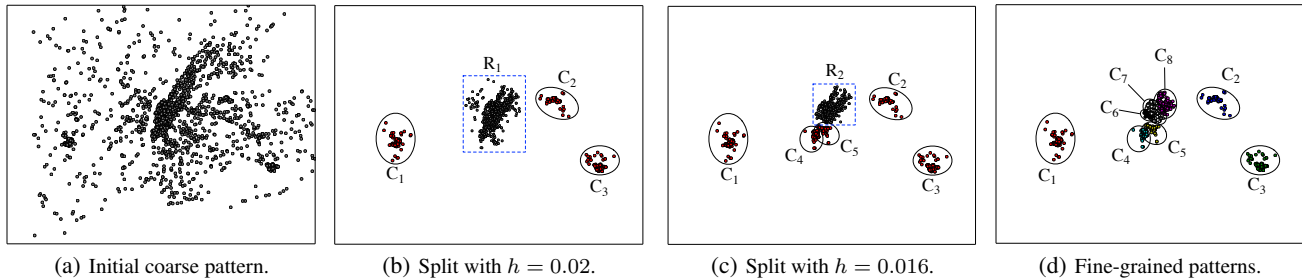 R1
C2
C1
C3
R2
C2
C4
C5
C1
C3
C8
C7
C2
C6
C4
C5
C1
C3
(a) Initial coarse pattern.
(b) Split with h = 0.02.
(c) Split with h = 0.016.
(d) Fine-grained patterns.